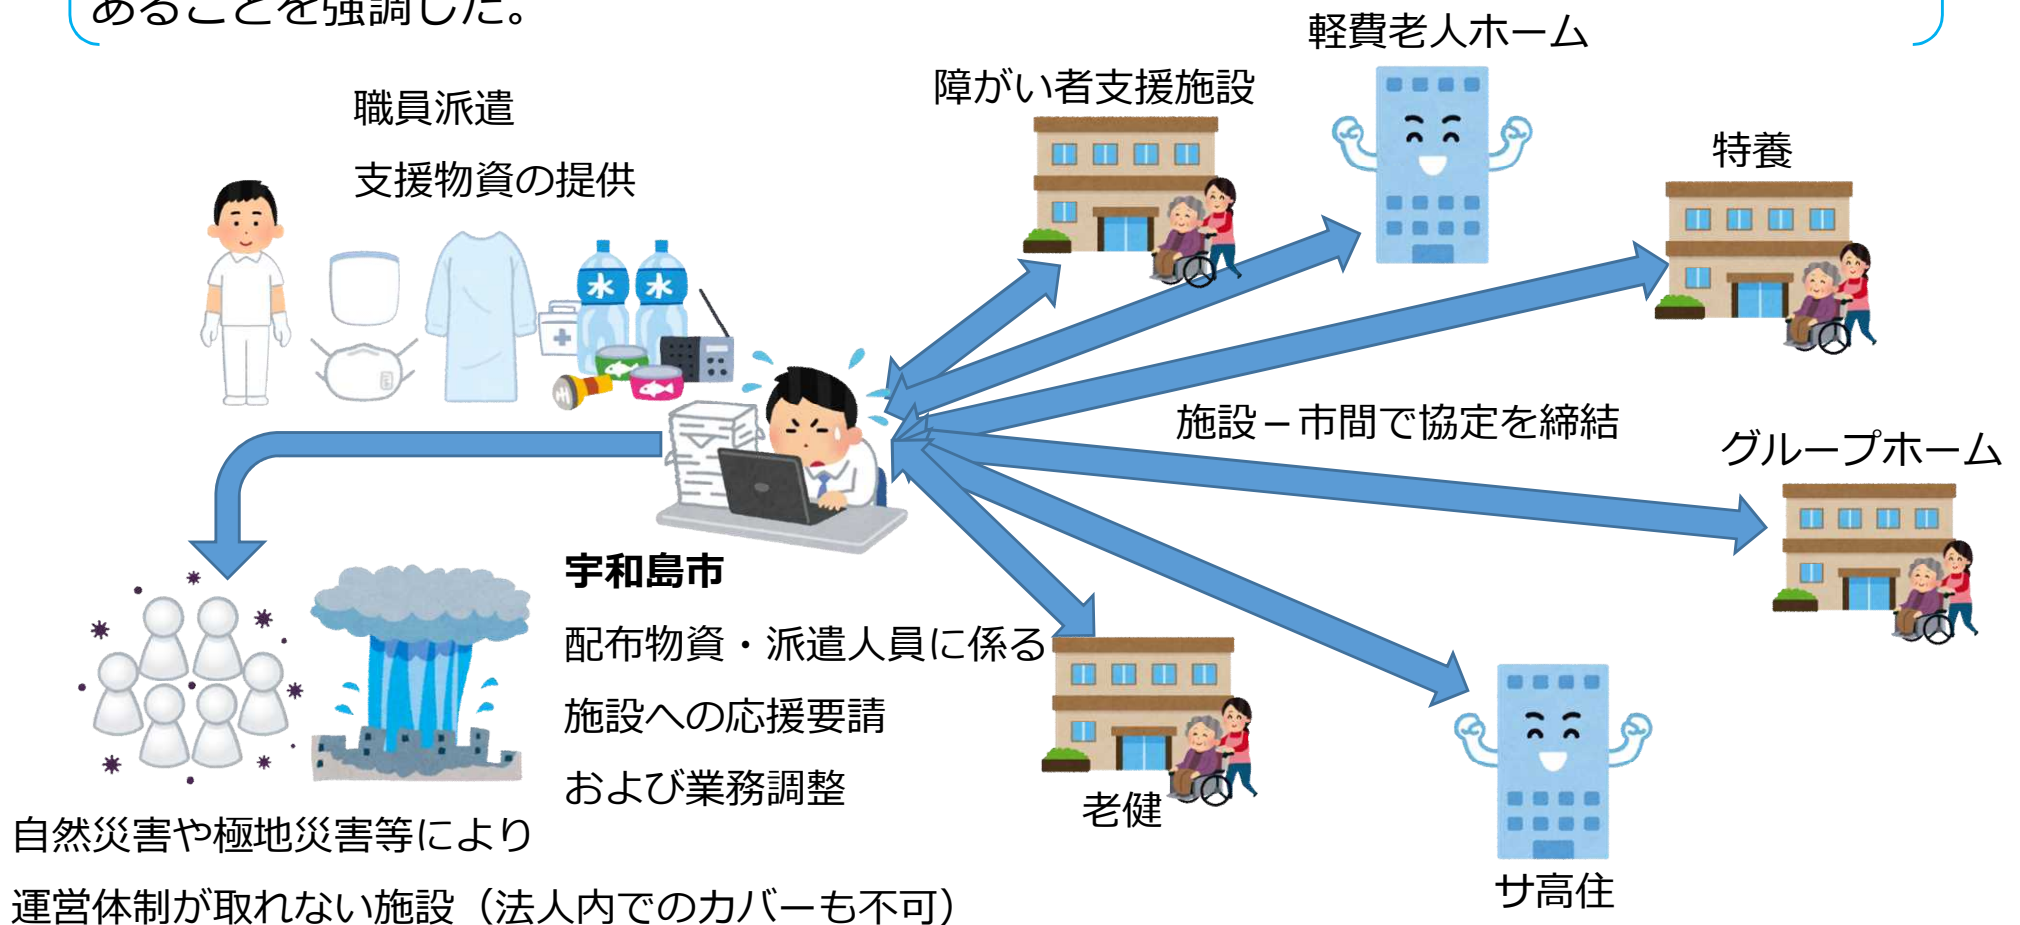 あることを強調した。
軽費老人ホーム
障がい者支援施設
職員派遣
支援物資の提供
特養
水 水
施設－市間で協定を締結
グループホーム
宇和島市
配布物資・派遣人員に係る
施設への応援要請
および業務調整
老健
自然災害や極地災害等により
運営体制が取れない施設（法人内でのカバーも不可）
サ高住